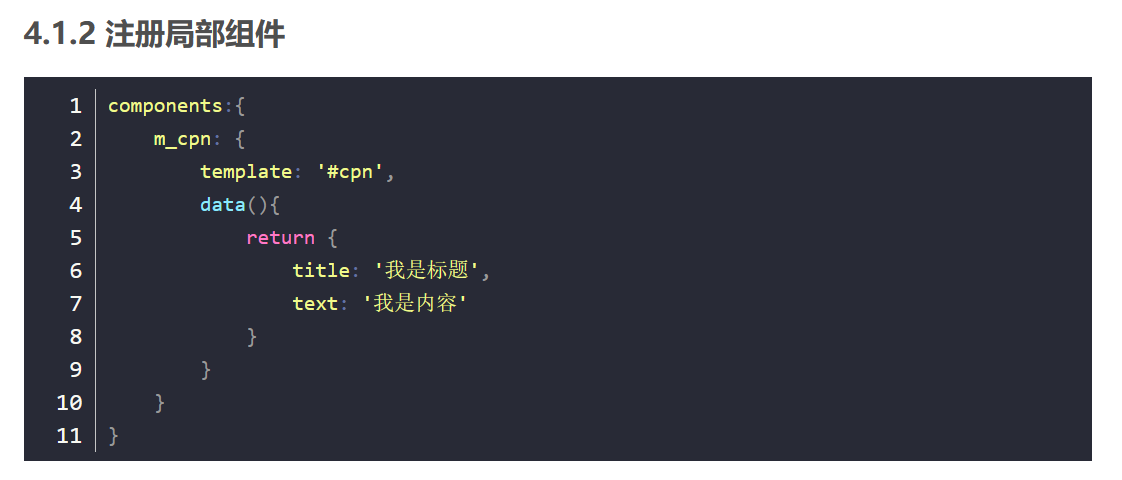 4.1.2 注册局部组件
1 components:{
2     m_cpn: {
3         template: '#cpn',
4         data(){
5             return {
6                 title: '我是标题',
7                 text: '我是内容'
8             }
9         }
10     }
11 }